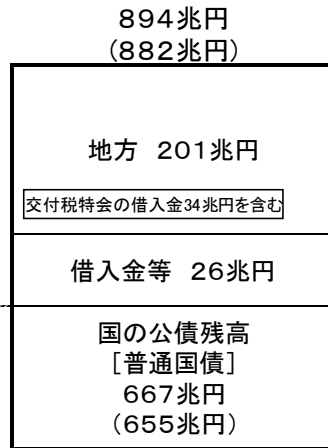 894兆円
(882兆円)
地方 201兆円
交付税特会の借入金34兆円を含む
借入金等 26兆円
国の公債残高
[普通国債]
667兆円
(655兆円)